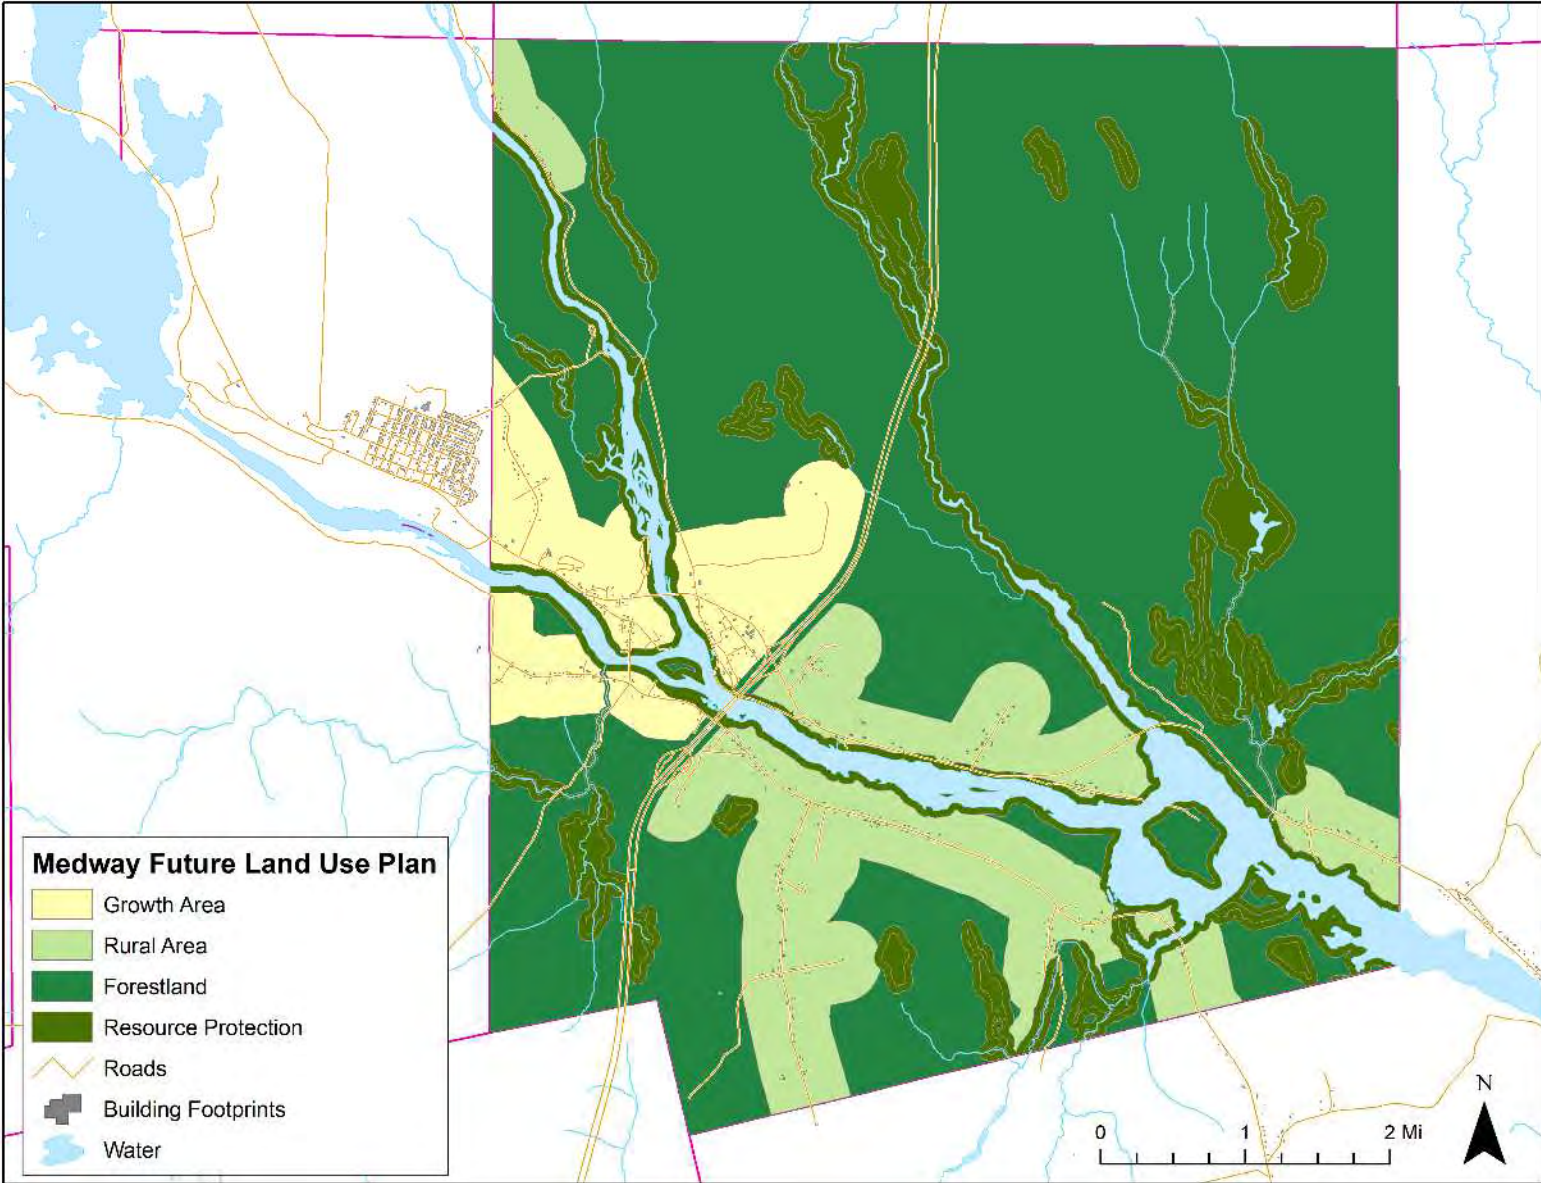 Medway Future Land Use Plan
Growth Area
Rural Area
Forestland
Resource Protection
Roads
Building Footprints
Water
N
0 1 2 Mi